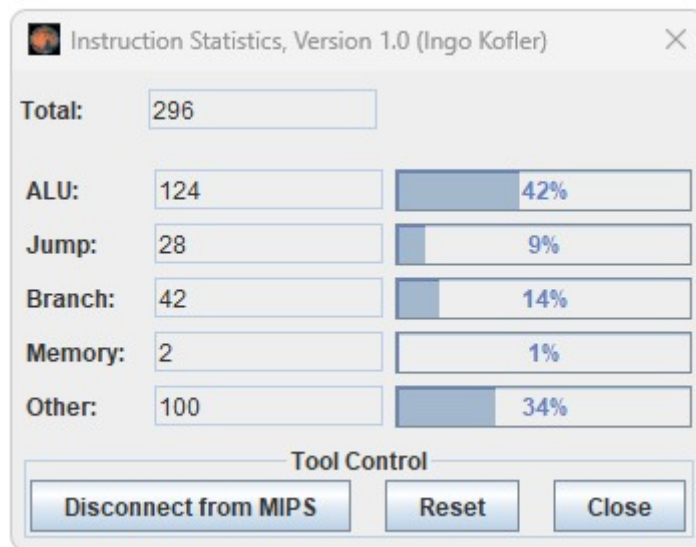 Instruction Statistics, Version 1.0 (Ingo Kofler)
Total: 296
ALU: 124 42%
Jump: 28 9%
Branch: 42 14%
Memory: 2 1%
Other: 100 34%
Tool Control
Disconnect from MIPS Reset Close